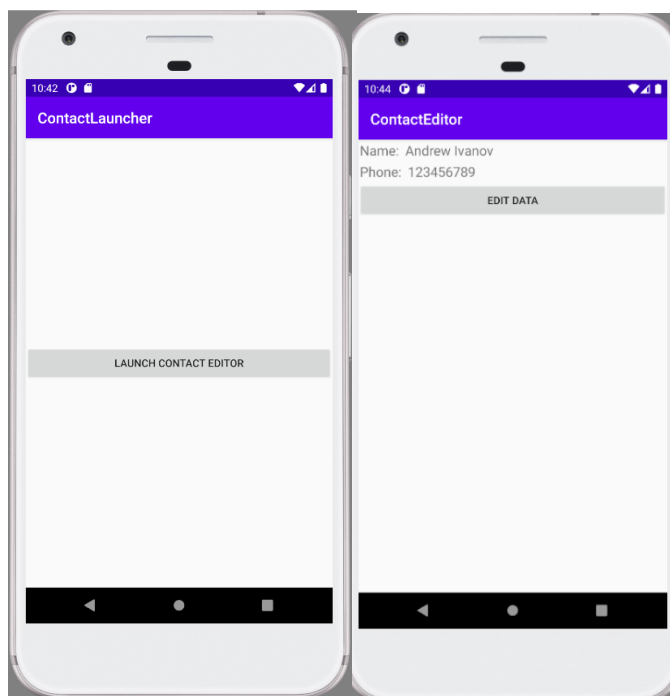 10:42
ContactLauncher
LAUNCH CONTACT EDITOR
10:44
ContactEditor
Name: Andrew Ivanov
Phone: 123456789
EDIT DATA